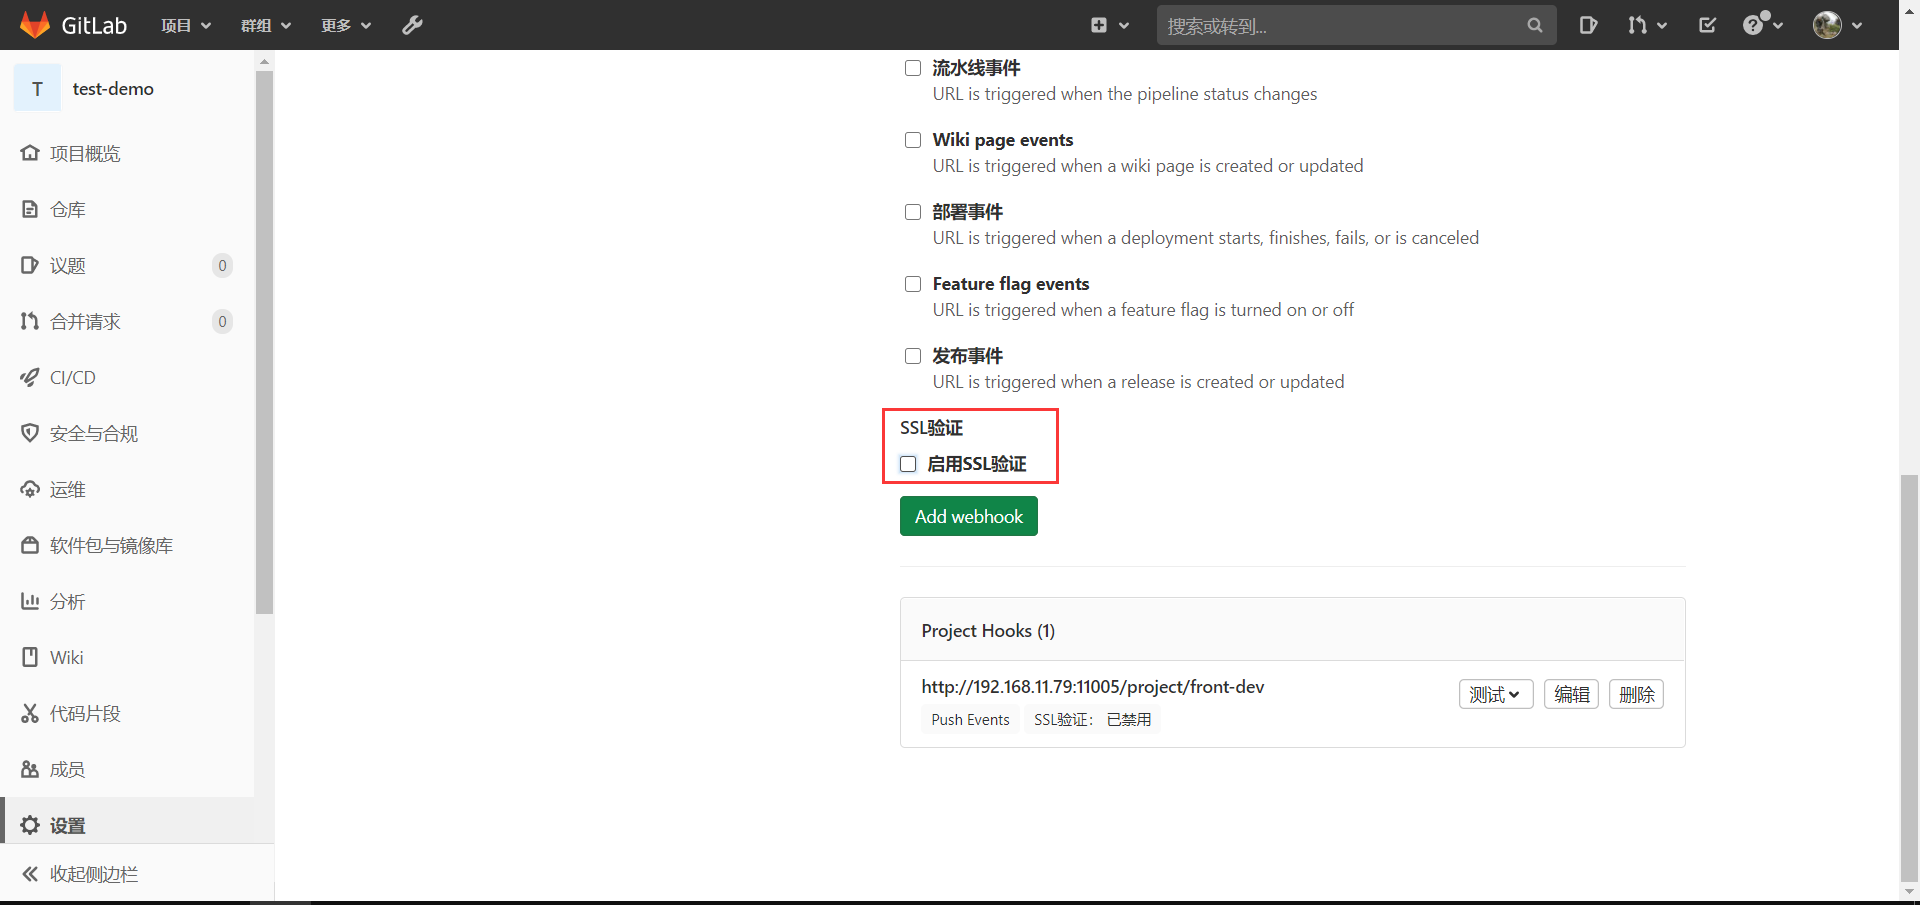 GitLab 项目 群组 更多 搜索或转到...
T test-demo
项目概览
仓库
议题 0
合并请求 0
CI/CD
安全与合规
运维
软件包与镜像库
分析
Wiki
代码片段
成员
设置
收起侧边栏
流水线事件
URL is triggered when the pipeline status changes
Wiki page events
URL is triggered when a wiki page is created or updated
部署事件
URL is triggered when a deployment starts, finishes, fails, or is canceled
Feature flag events
URL is triggered when a feature flag is turned on or off
发布事件
URL is triggered when a release is created or updated
SSL验证
启用SSL验证
Add webhook
Project Hooks (1)
http://192.168.11.79:11005/project/front-dev
Push Events SSL验证： 已禁用
测试 编辑 删除